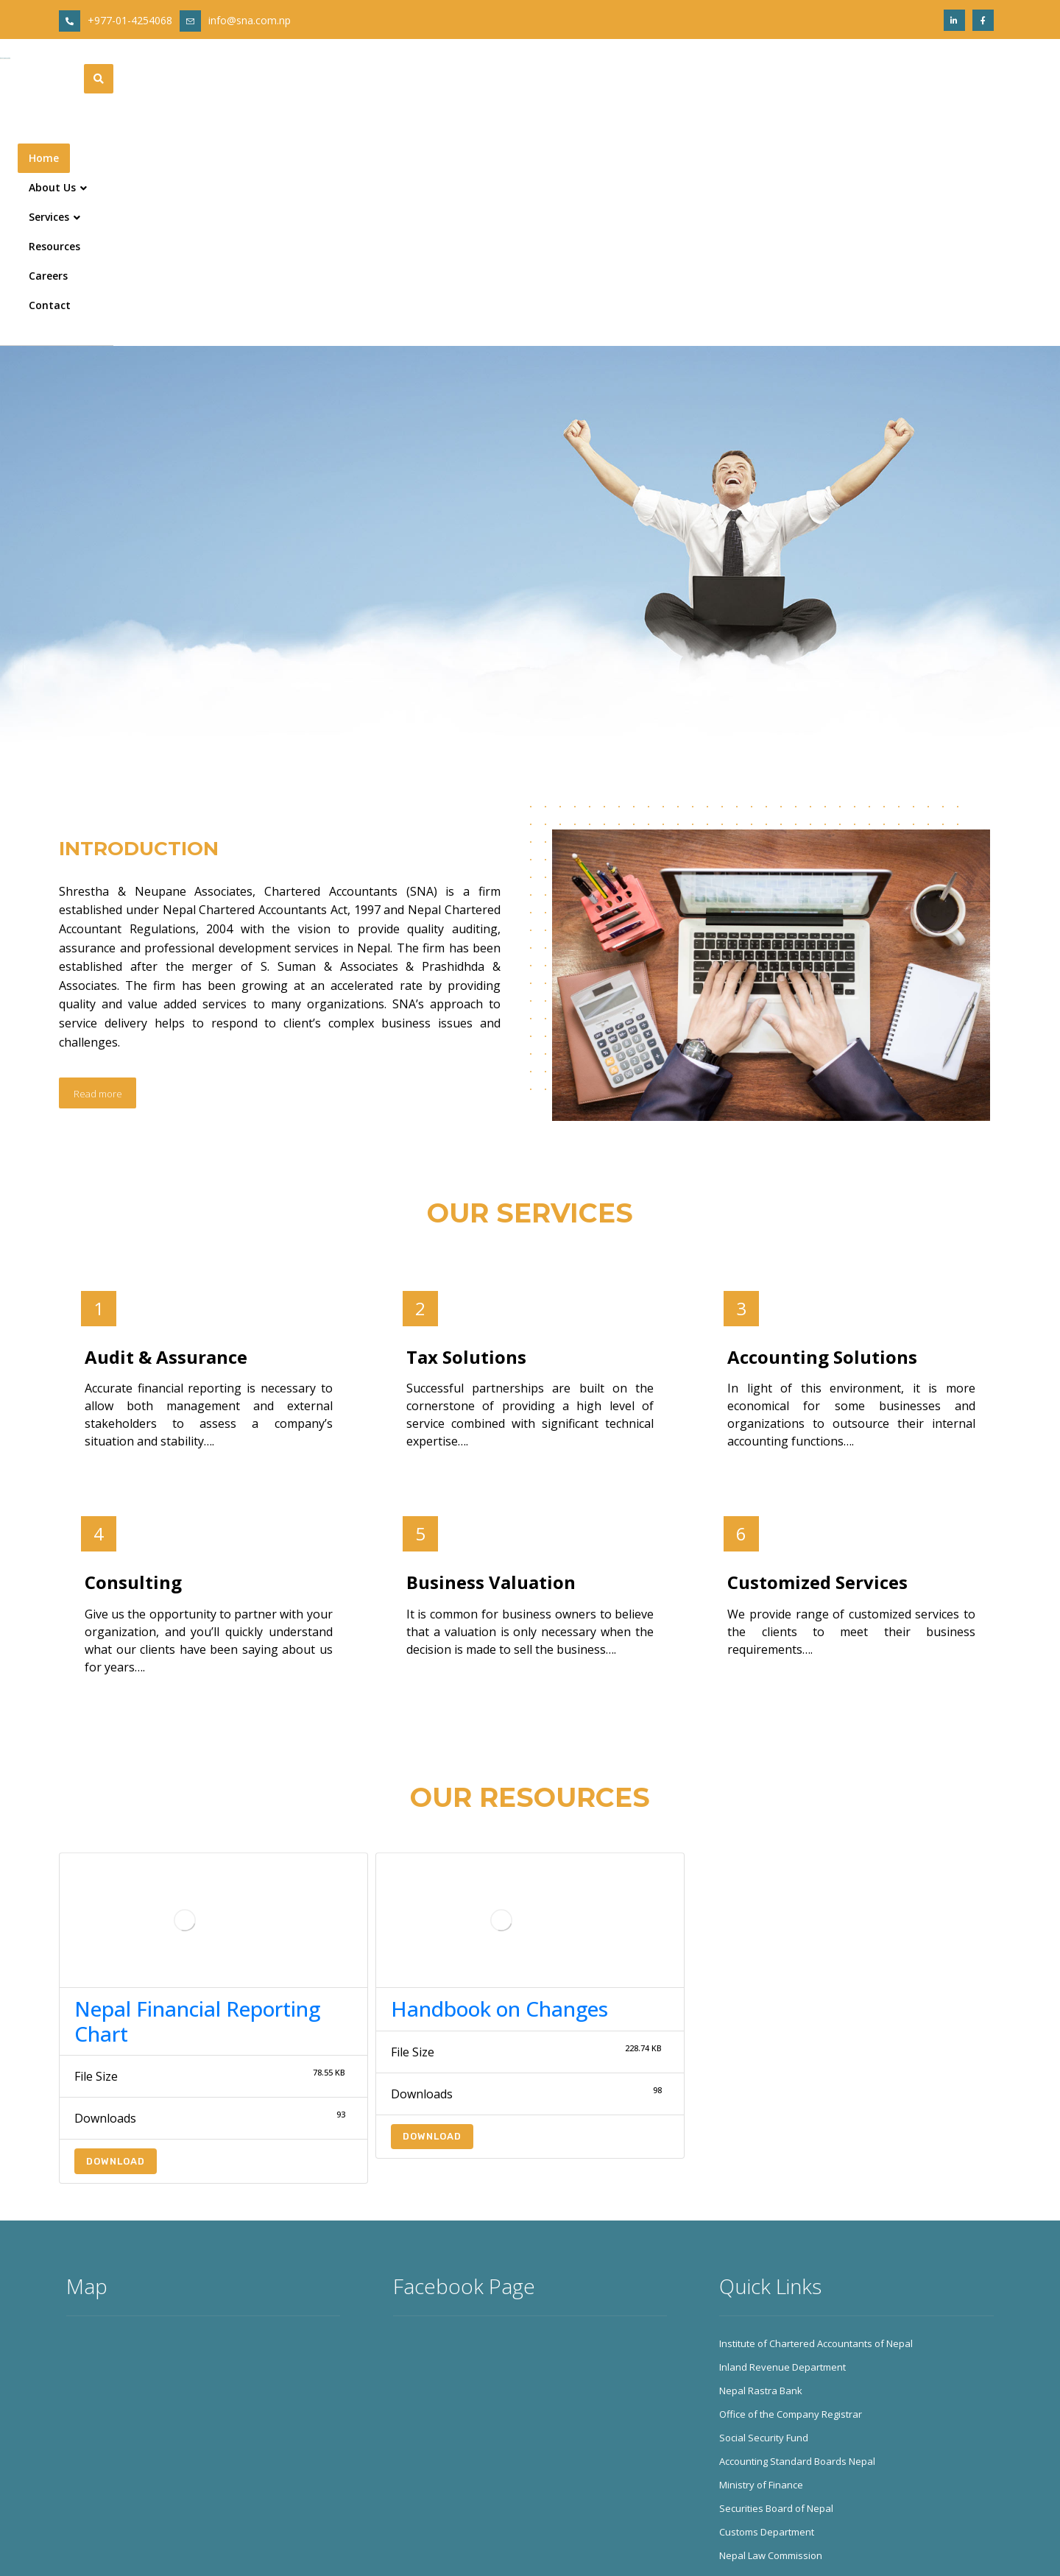 +977-01-4254068 info@sna.com.np
Home
About Us
Services
Resources
Careers
Contact
INTRODUCTION
Shrestha & Neupane Associates, Chartered Accountants (SNA) is a firm
established under Nepal Chartered Accountants Act, 1997 and Nepal Chartered
Accountant Regulations, 2004 with the vision to provide quality auditing,
assurance and professional development services in Nepal. The firm has been
established after the merger of S. Suman & Associates & Prashidhda &
Associates. The firm has been growing at an accelerated rate by providing
quality and value added services to many organizations. SNA’s approach to
service delivery helps to respond to client’s complex business issues and
challenges.
Read more
OUR SERVICES
1
Audit & Assurance
Accurate financial reporting is necessary to
allow both management and external
stakeholders to assess a company’s
situation and stability….
2
Tax Solutions
Successful partnerships are built on the
cornerstone of providing a high level of
service combined with significant technical
expertise….
3
Accounting Solutions
In light of this environment, it is more
economical for some businesses and
organizations to outsource their internal
accounting functions….
4
Consulting
Give us the opportunity to partner with your
organization, and you’ll quickly understand
what our clients have been saying about us
for years….
5
Business Valuation
It is common for business owners to believe
that a valuation is only necessary when the
decision is made to sell the business….
6
Customized Services
We provide range of customized services to
the clients to meet their business
requirements….
OUR RESOURCES
Nepal Financial Reporting
Chart
File Size 78.55 KB
Downloads 93
DOWNLOAD
Handbook on Changes
File Size 228.74 KB
Downloads 98
DOWNLOAD
Map
Facebook Page
Quick Links
Institute of Chartered Accountants of Nepal
Inland Revenue Department
Nepal Rastra Bank
Office of the Company Registrar
Social Security Fund
Accounting Standard Boards Nepal
Ministry of Finance
Securities Board of Nepal
Customs Department
Nepal Law Commission